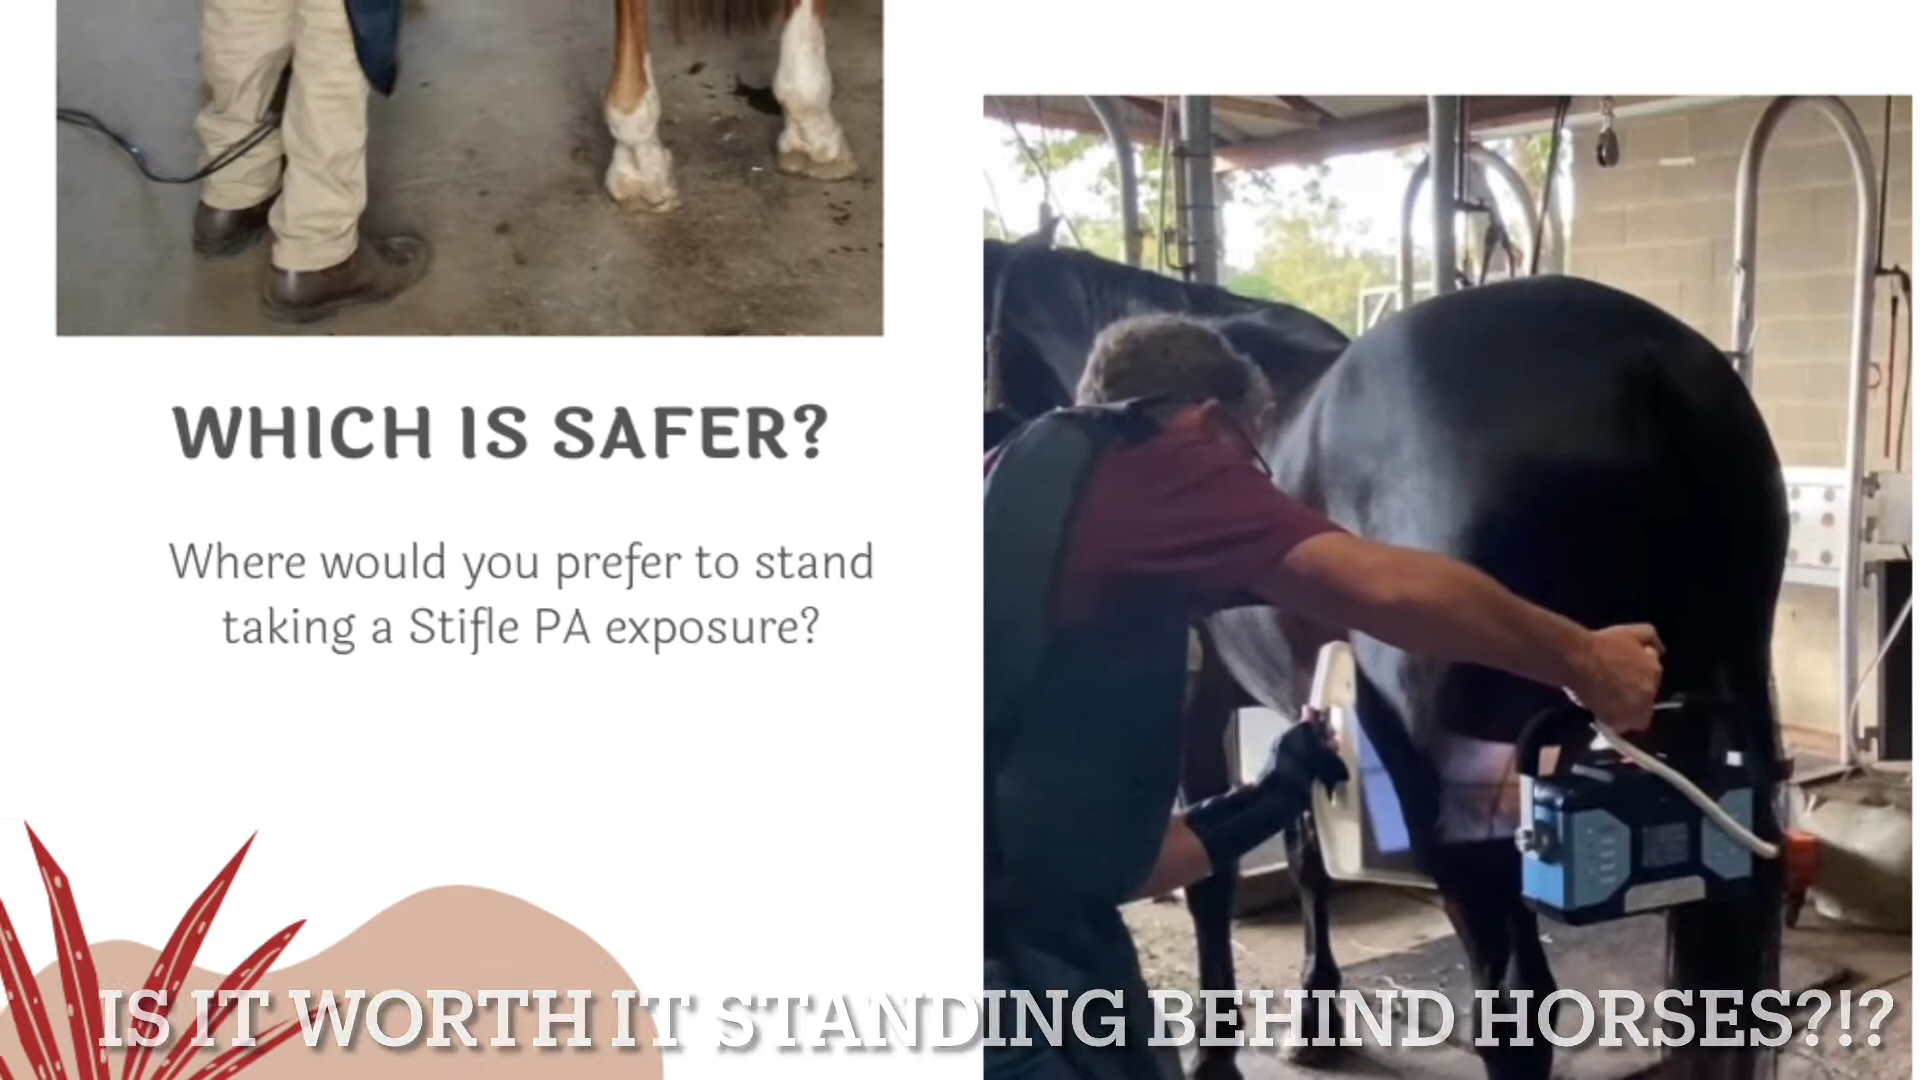 WHICH IS SAFER?
Where would you prefer to stand
taking a Stifle PA exposure?
IS IT WORTH IT STANDING BEHIND HORSES?!?